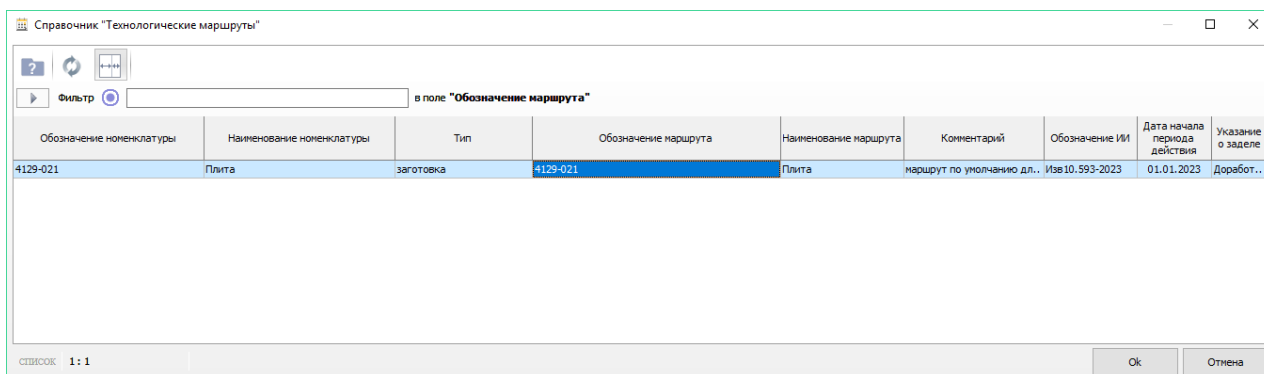 Справочник "Технологические маршруты"
?
Фильтр в поле "Обозначение маршрута"
Обозначение номенклатуры Наименование номенклатуры Тип Обозначение маршрута Наименование маршрута Комментарий Обозначение ИИ Дата начала периода действия Указание о заделе
4129-021 Плита заготовка 4129-021 Плита маршрут по умолчанию дл.. Изв10.593-2023 01.01.2023 Доработ..
СПИСОК 1:1 Ok Отмена